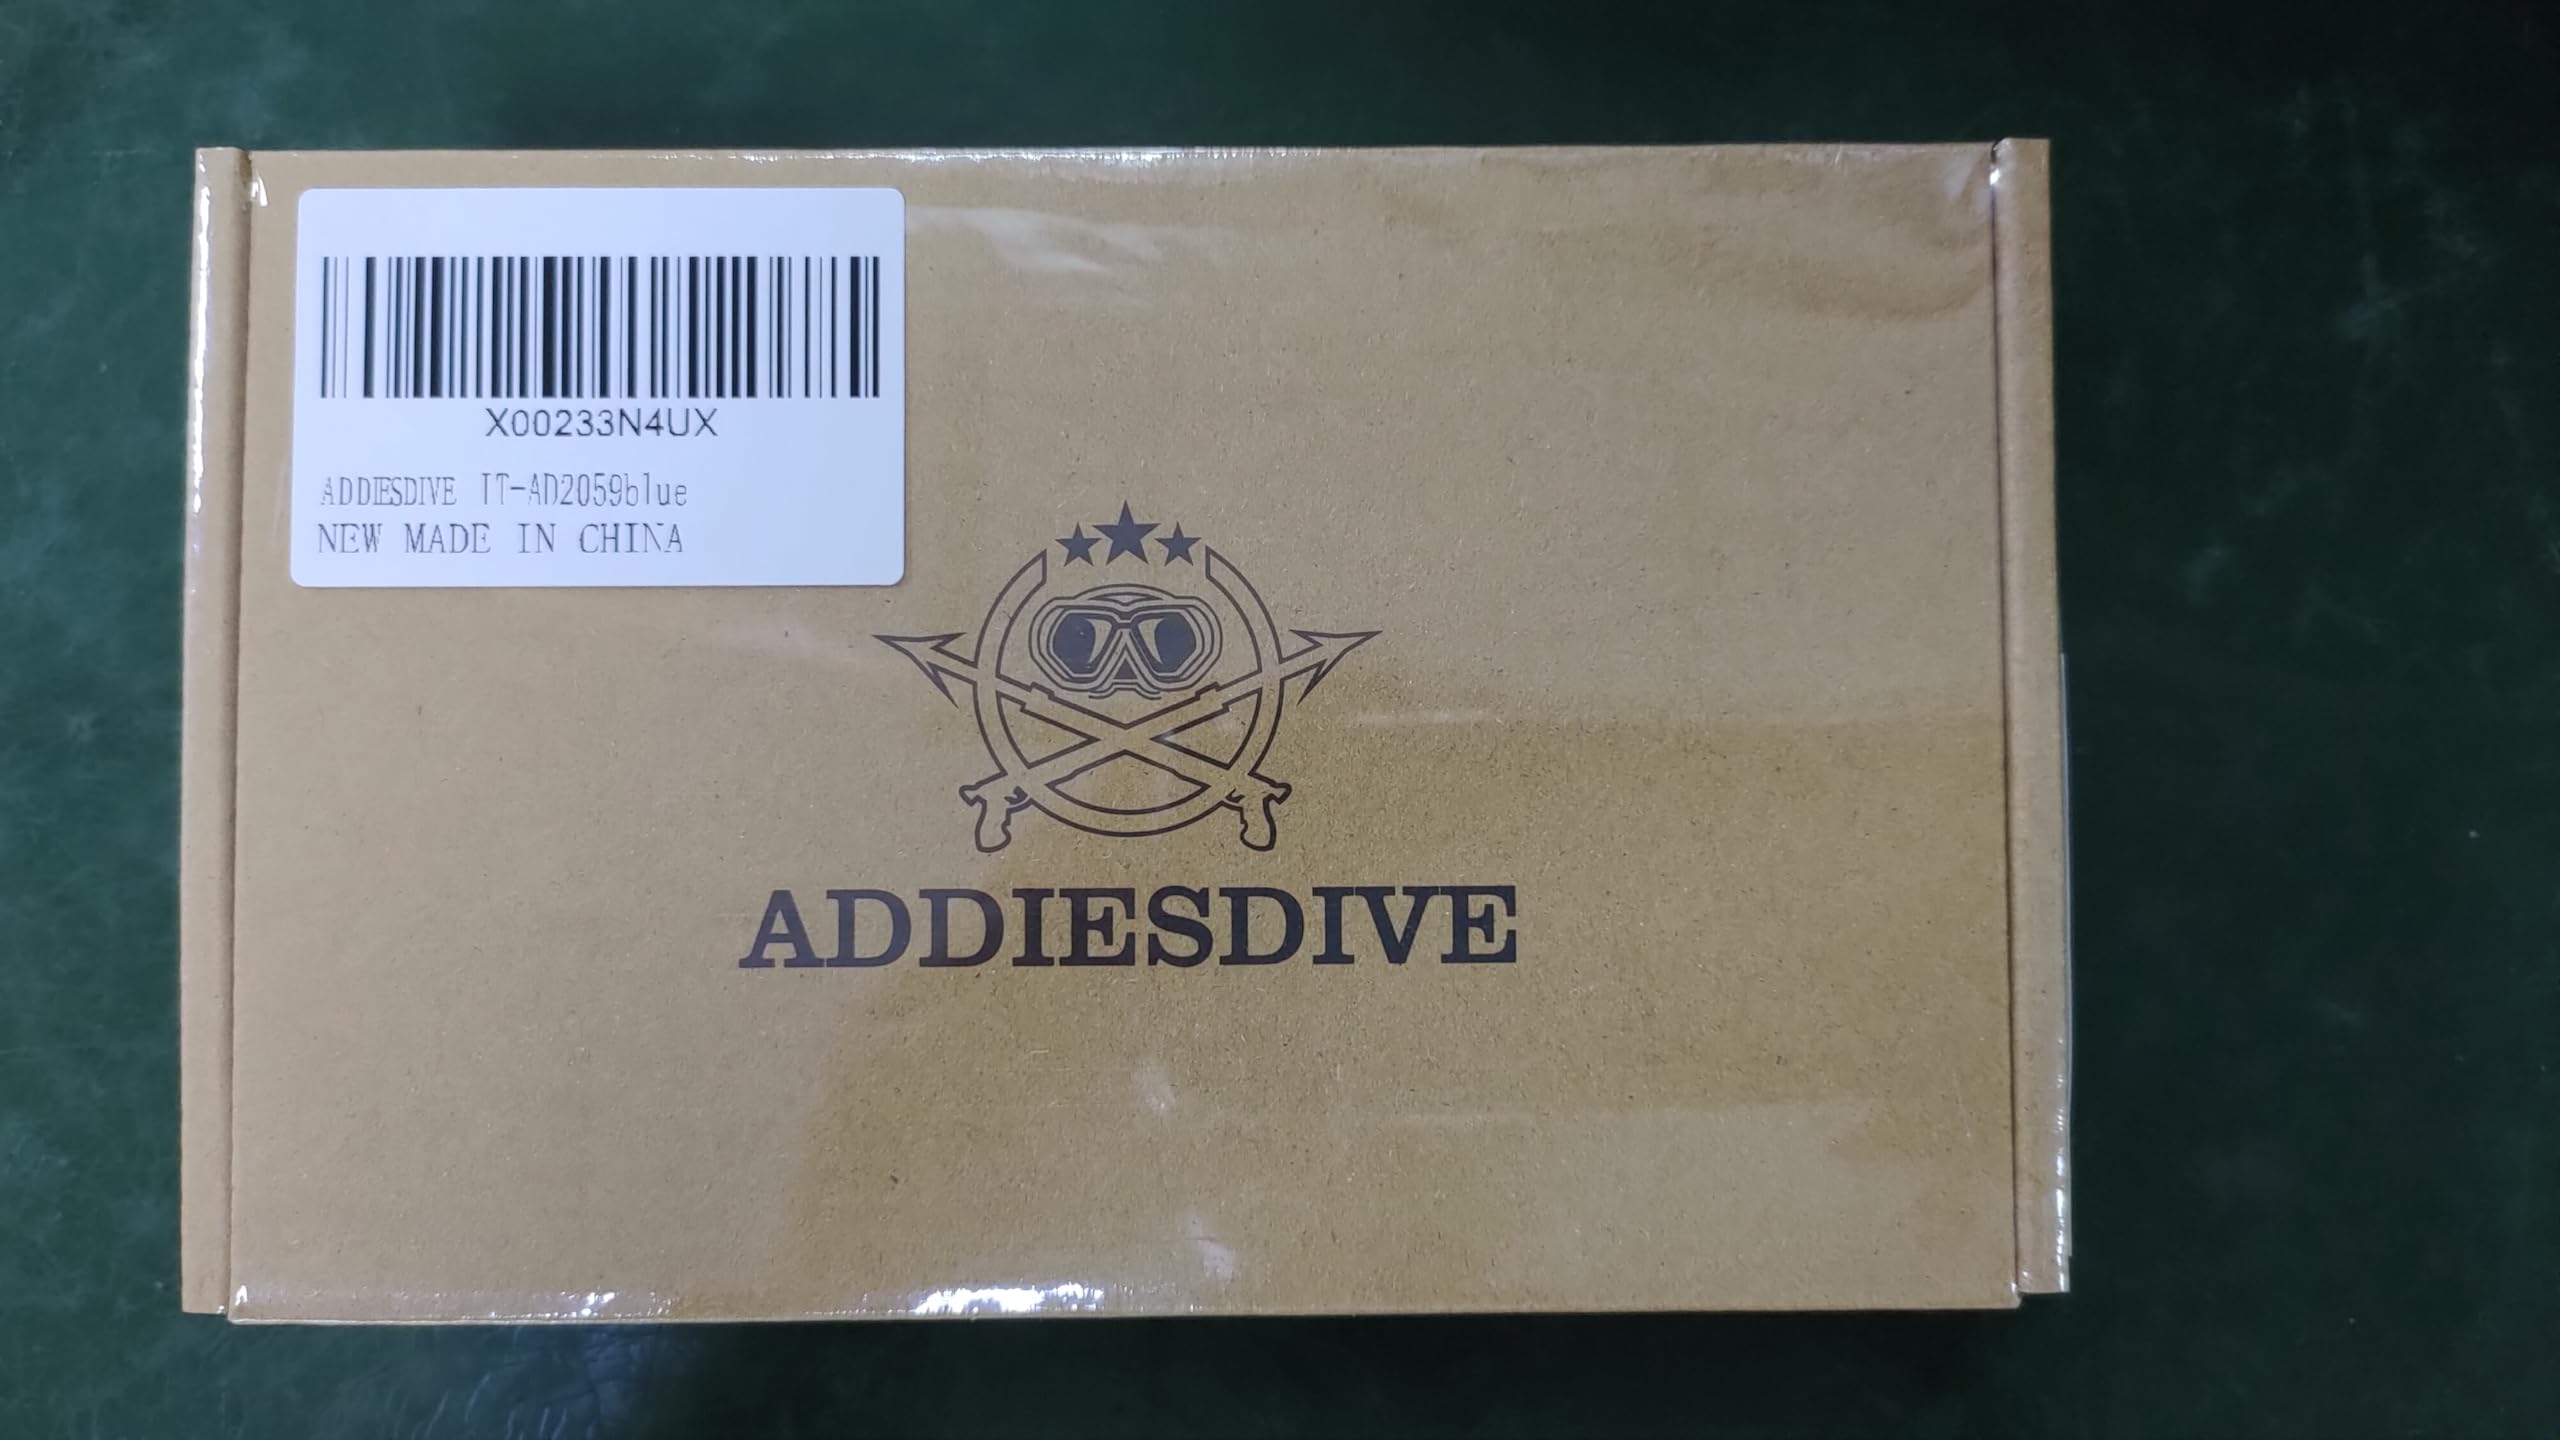 X00233N4UX
ADDIESDIVE IT-AD2059blue
NEW MADE IN CHINA
ADDIESDIVE